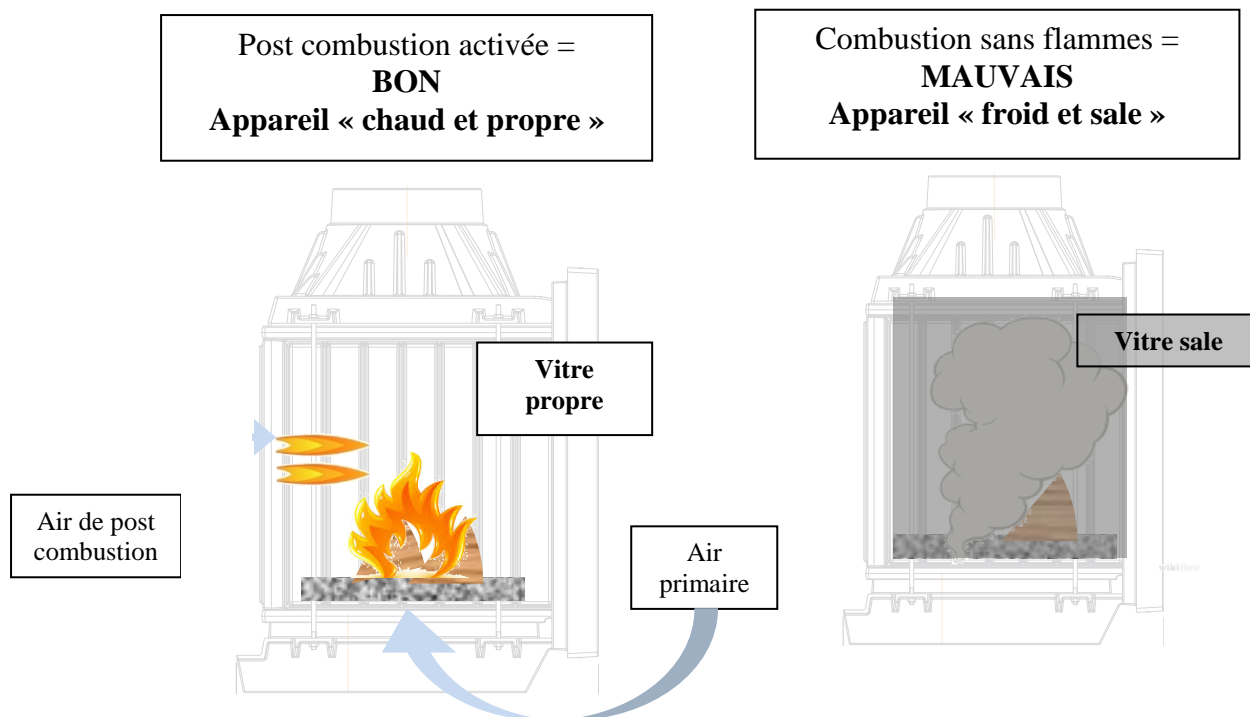 Post combustion activée =
BON
Appareil « chaud et propre »
Combustion sans flammes =
MAUVAIS
Appareil « froid et sale »
Vitre
propre
Vitre sale
Air de post
combustion
Air
primaire
wikiHow